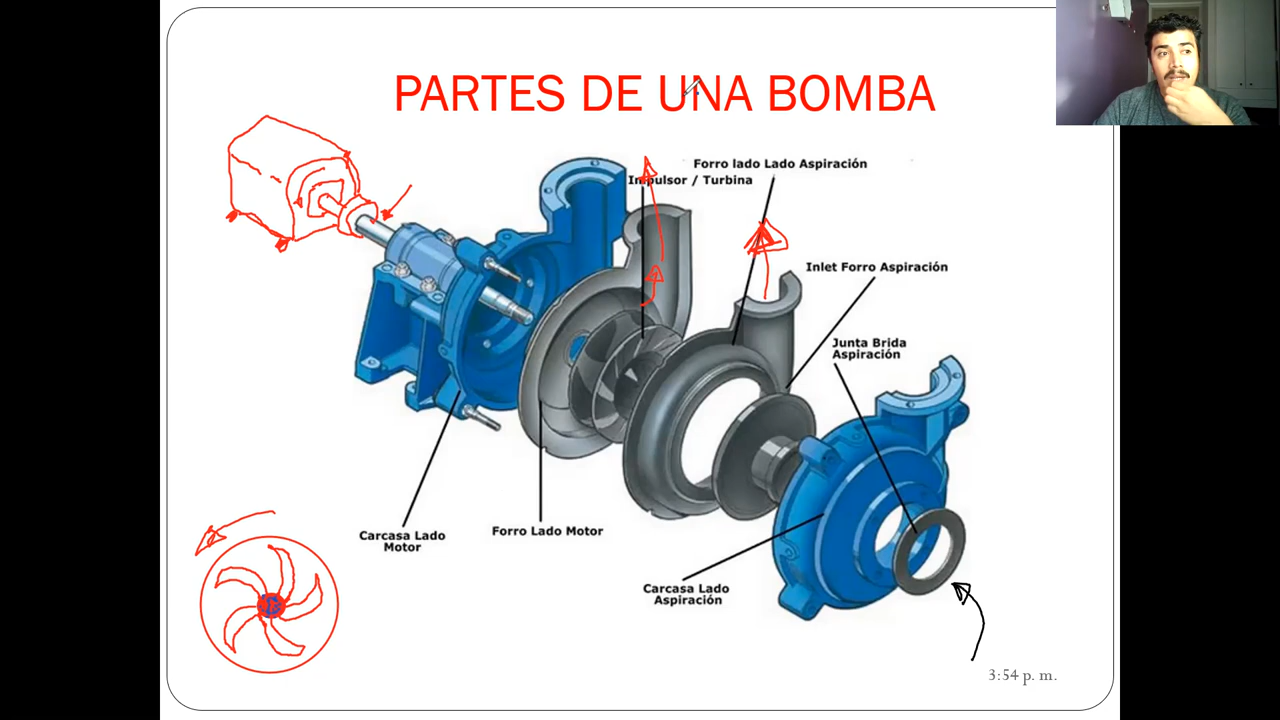 PARTES DE UNA BOMBA
Forro lado Lado Aspiración
Impulsor / Turbina
Inlet Forro Aspiración
Junta Brida
Aspiración
Carcasa Lado
Motor
Forro Lado Motor
Carcasa Lado
Aspiración
3:54 p. m.